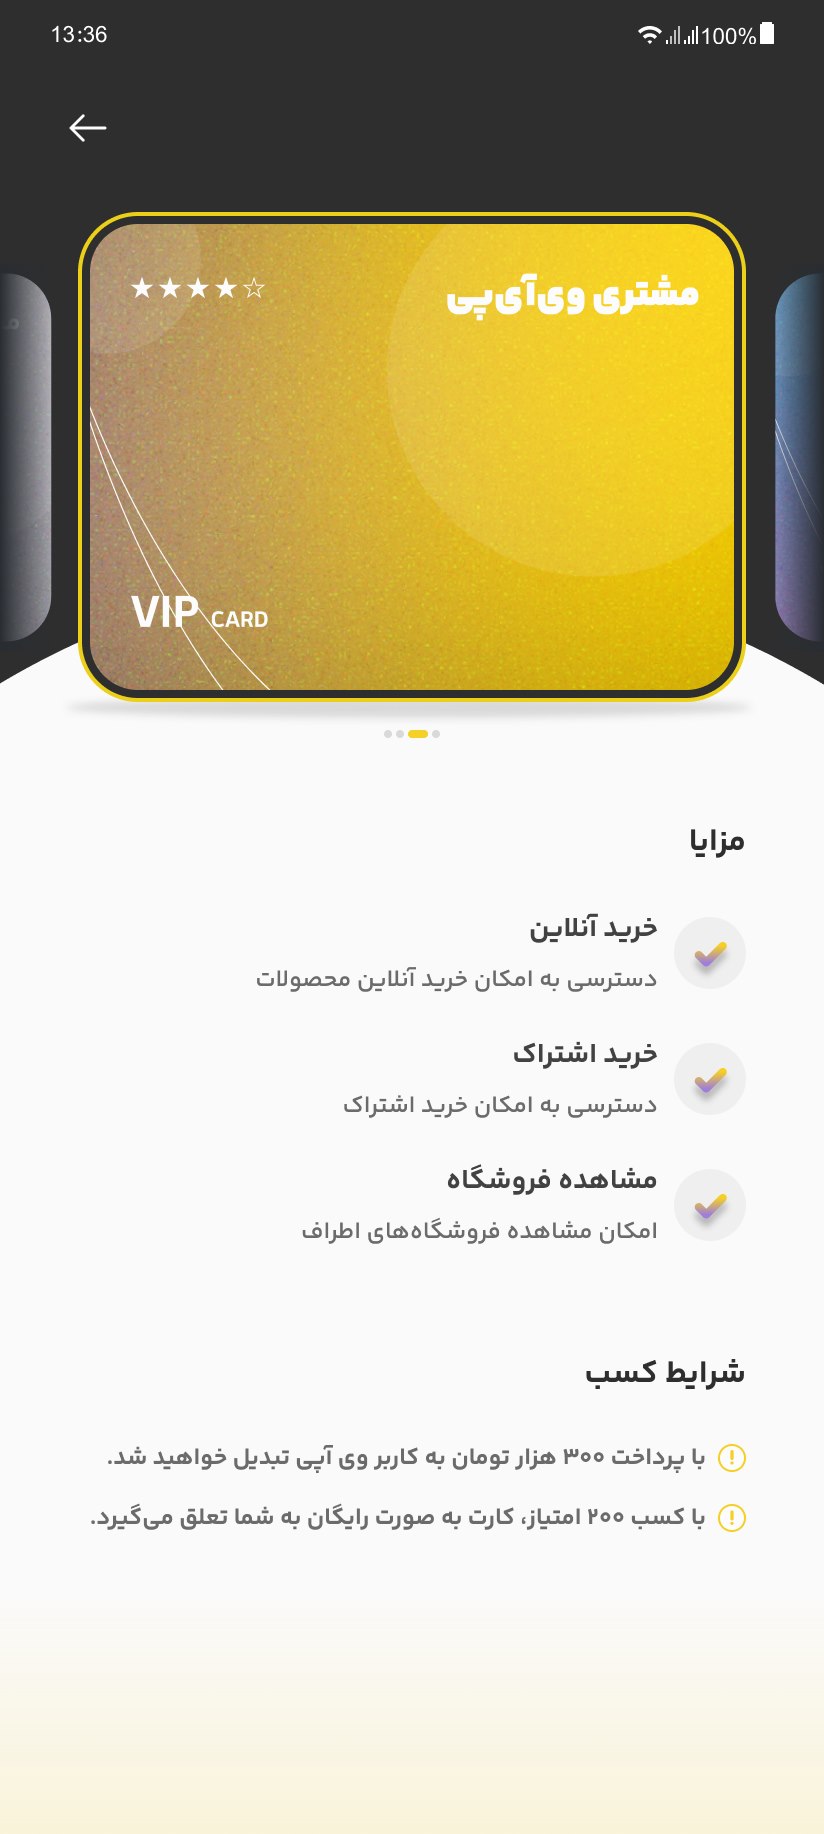 13:36
100%
★★★★☆
مشتری وی‌آی‌پی
VIP CARD
مزایا
خرید آنلاین
دسترسی به امکان خرید آنلاین محصولات
خرید اشتراک
دسترسی به امکان خرید اشتراک
مشاهده فروشگاه
امکان مشاهده فروشگاه‌های اطراف
شرایط کسب
با پرداخت ۳۰۰ هزار تومان به کاربر وی آپی تبدیل خواهید شد.
با کسب ۲۰۰ امتیاز، کارت به صورت رایگان به شما تعلق می‌گیرد.